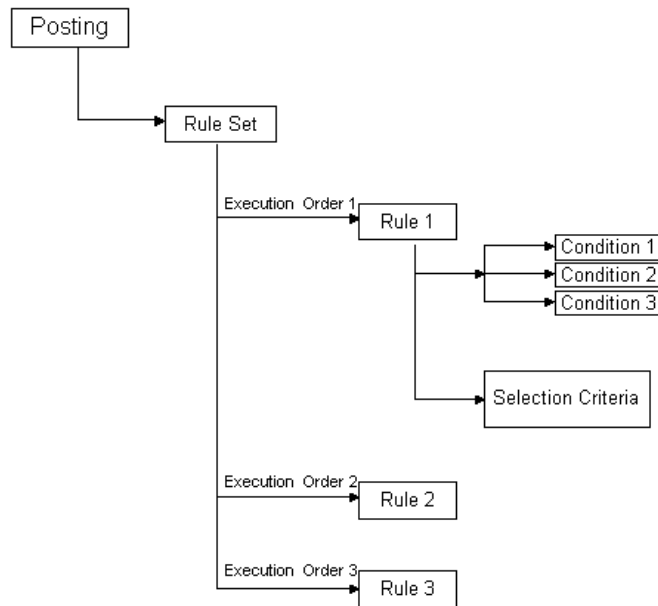 Posting
Rule Set
Execution Order 1
Rule 1
Condition 1
Condition 2
Condition 3
Selection Criteria
Execution Order 2
Rule 2
Execution Order 3
Rule 3